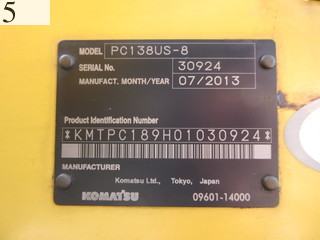 5
MODEL PC138US-8
SERIAL No. 30924
MANUFACT. MONTH/YEAR 07/2013
Product Identification Number
*KMTPC189H01030924*
MANUFACTURER
Komatsu Ltd., Tokyo, Japan
KOMATSU 09601-14000